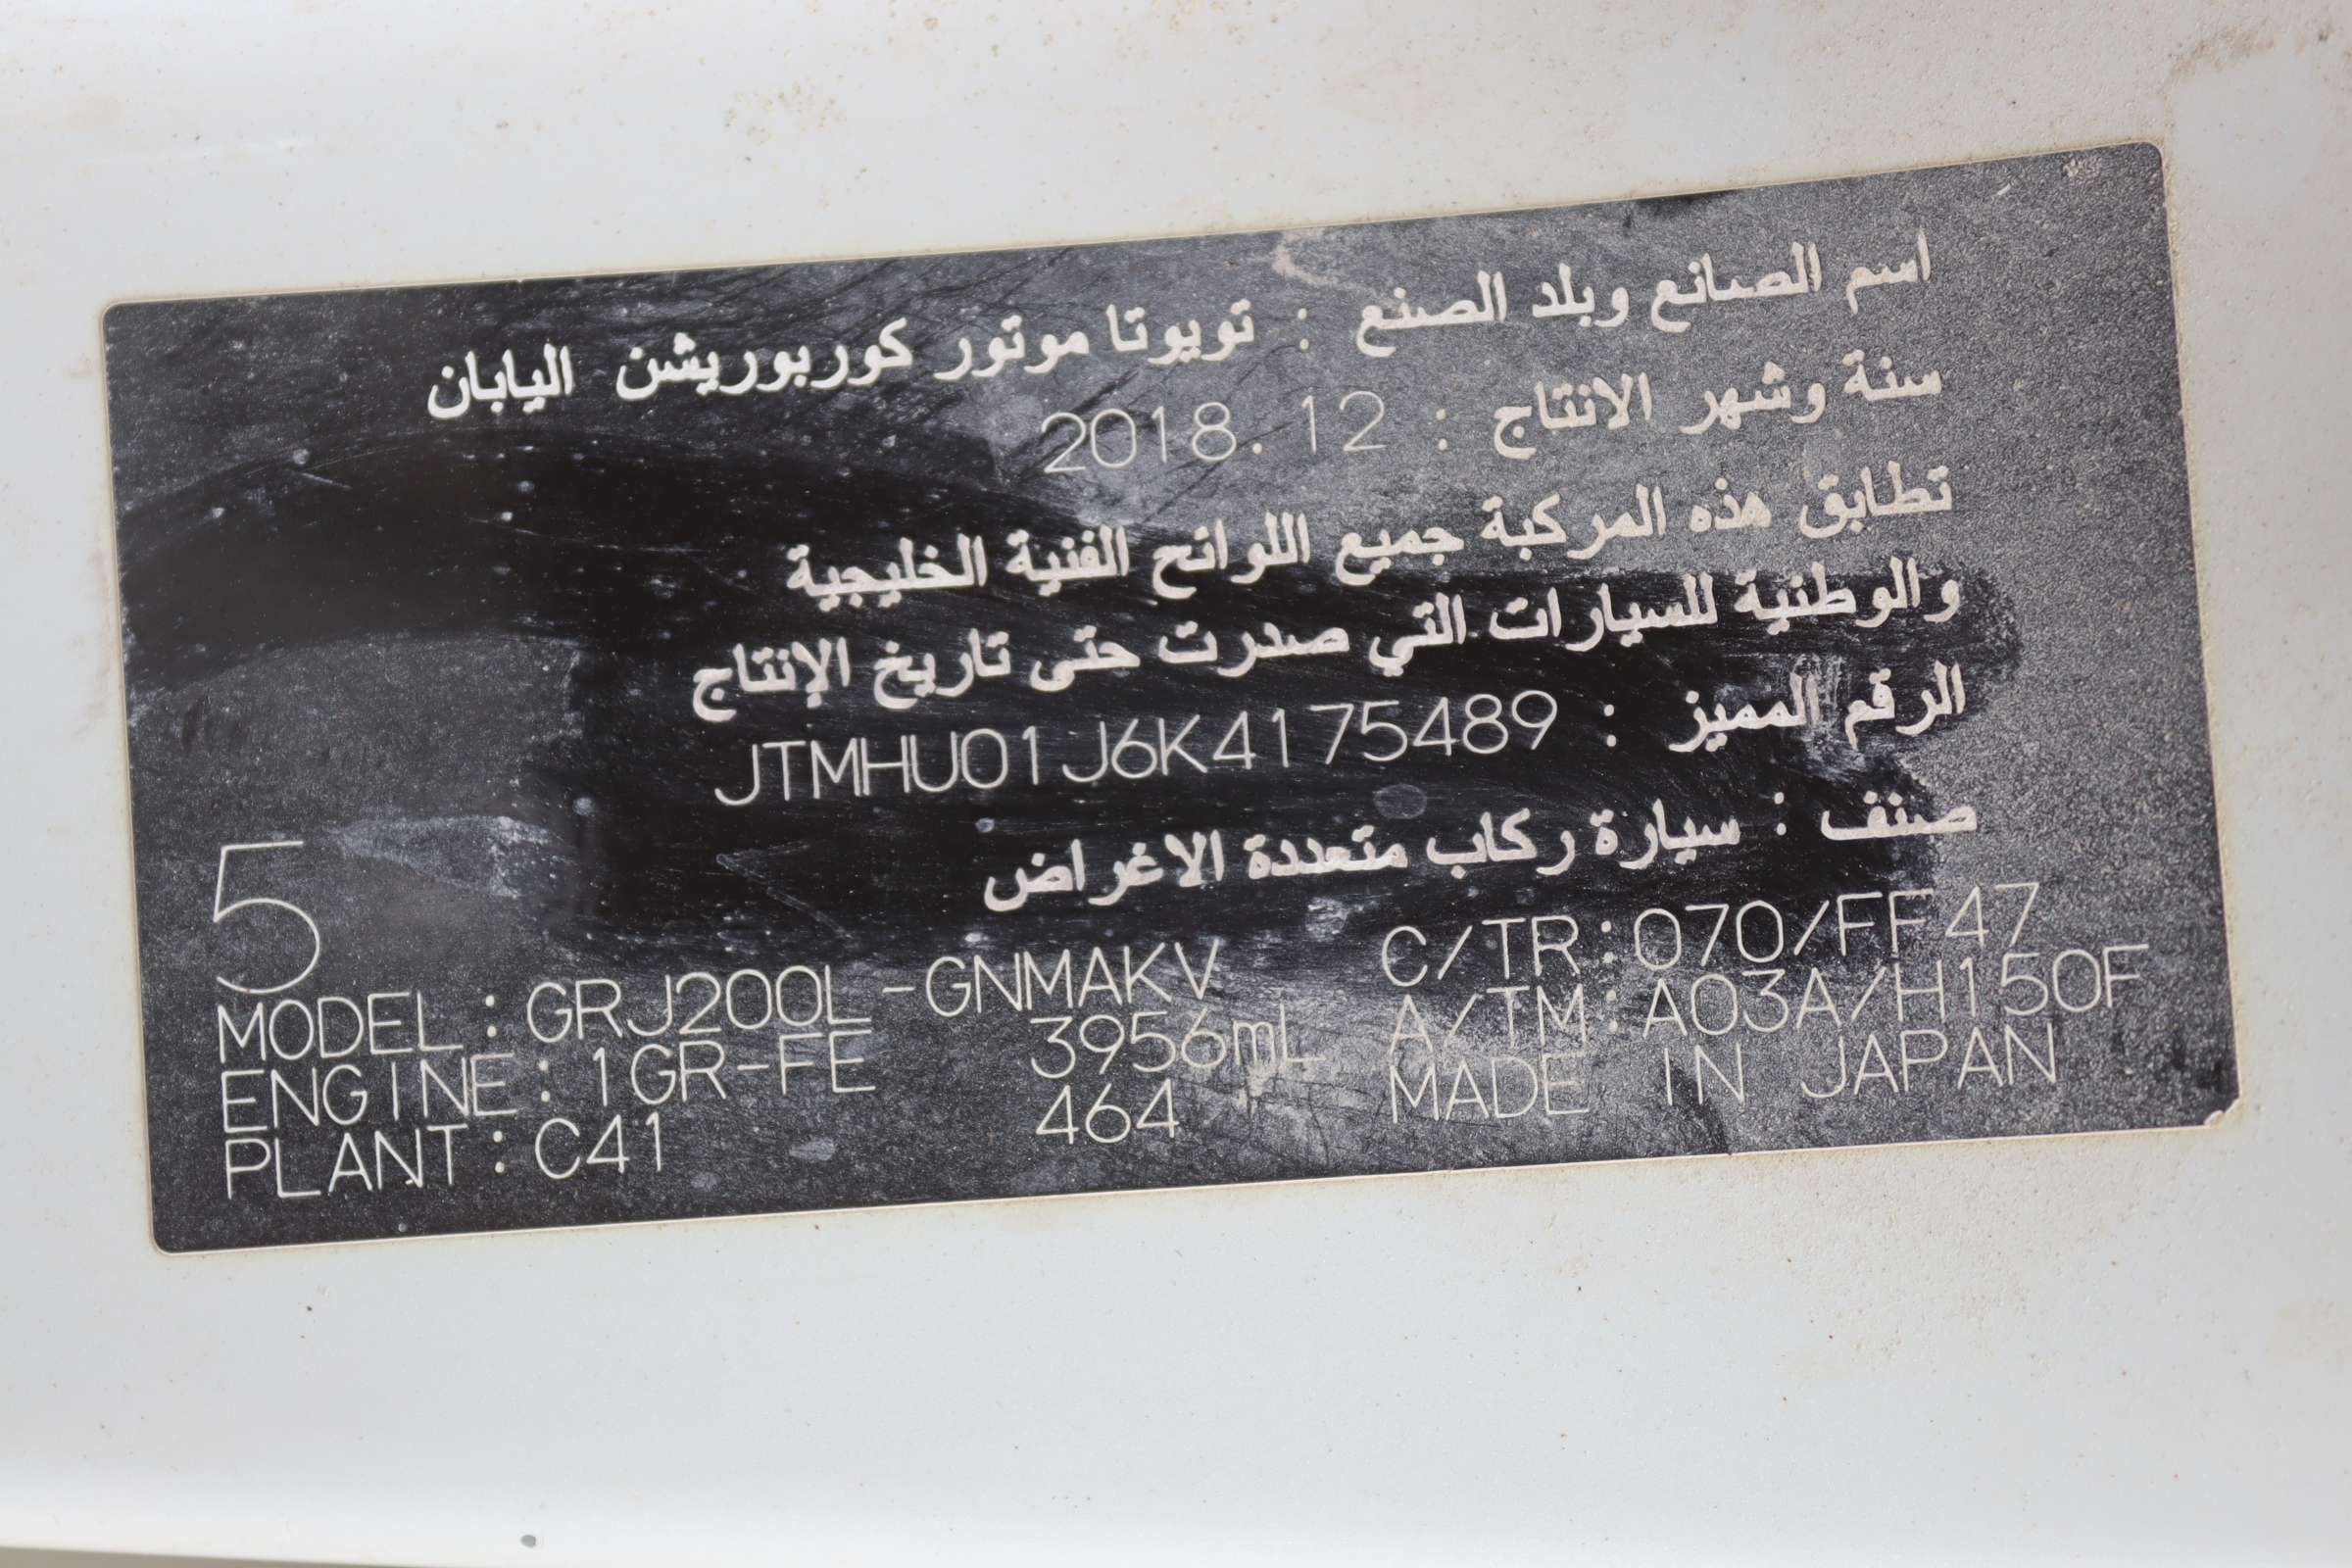 اسم الصانع وبلد الصنع : تويوتا موتور كوربوريشن اليابان
سنة وشهر الانتاج : 2018.12
تطابق هذه المركبة جميع اللوائح الفنية الخليجية
والوطنية للسيارات التي صدرت حتى تاريخ الإنتاج
الرقم المميز : JTMHU01J6K4175489
صنف : سيارة ركاب متعددة الاغراض
5
MODEL : GRJ200L-GNMAKV C/TR:070/FF47
ENGINE: 1GR-FE 3956mL A/TM:A03A/H150F
PLANT : C41 464 MADE IN JAPAN